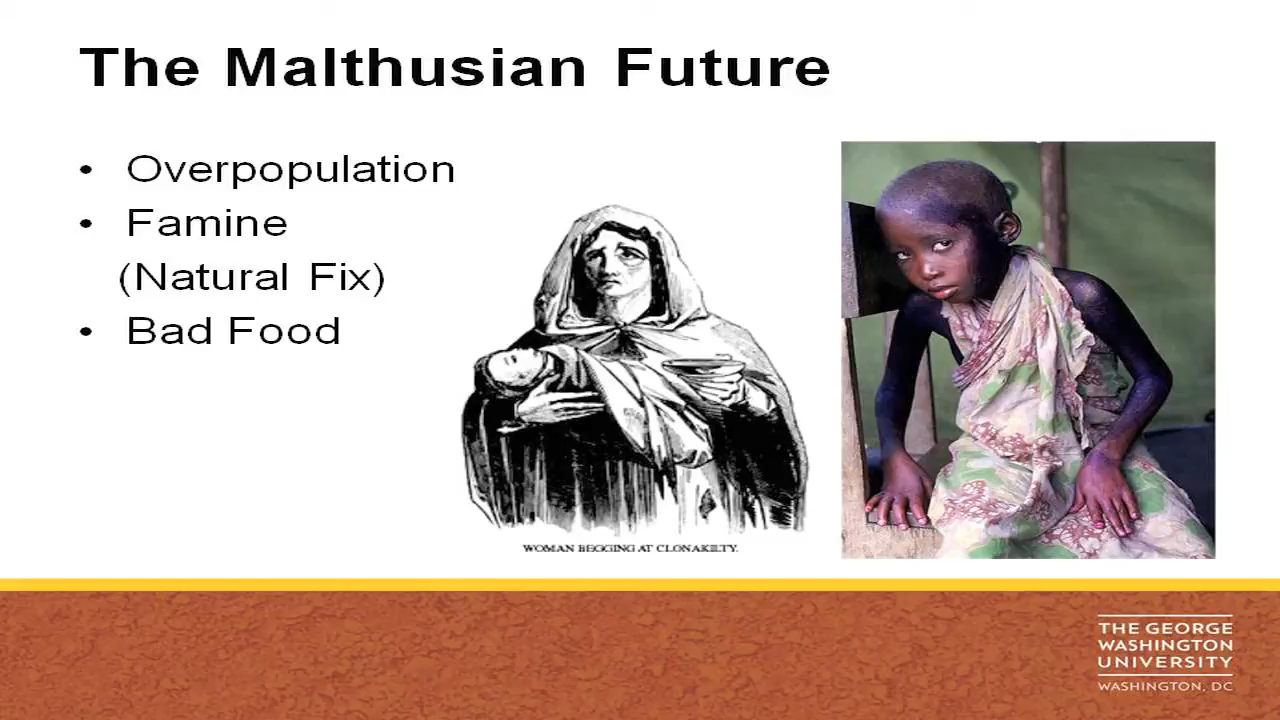 The Malthusian Future
• Overpopulation
• Famine
(Natural Fix)
• Bad Food
WOMAN BEGGING AT CLONAKILTY.
THE GEORGE
WASHINGTON
UNIVERSITY
WASHINGTON, DC